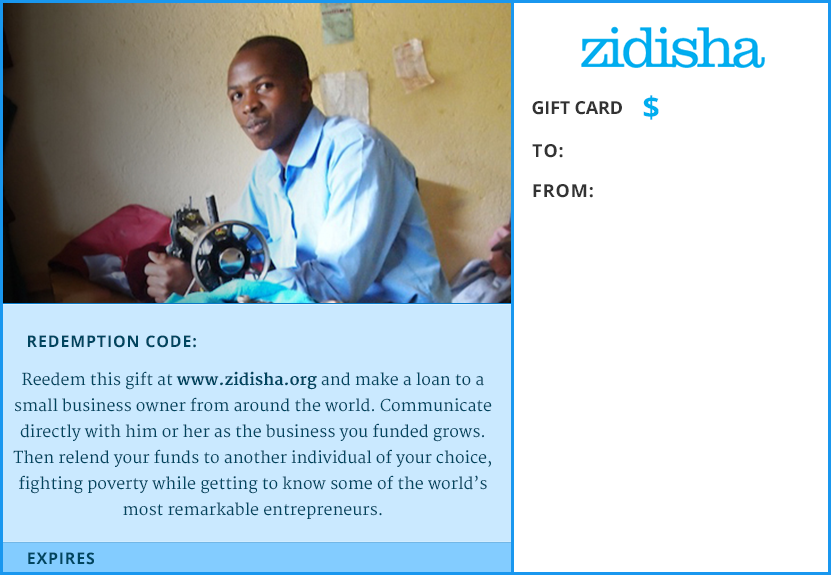 zidisha
GIFT CARD $
TO:
FROM:
REDEMPTION CODE:
Reedem this gift at www.zidisha.org and make a loan to a
small business owner from around the world. Communicate
directly with him or her as the business you funded grows.
Then relend your funds to another individual of your choice,
fighting poverty while getting to know some of the world’s
most remarkable entrepreneurs.
EXPIRES